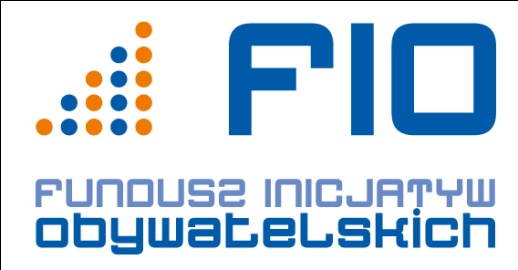 FIO
FUNDUSZ INICJATYW
obywatelskich